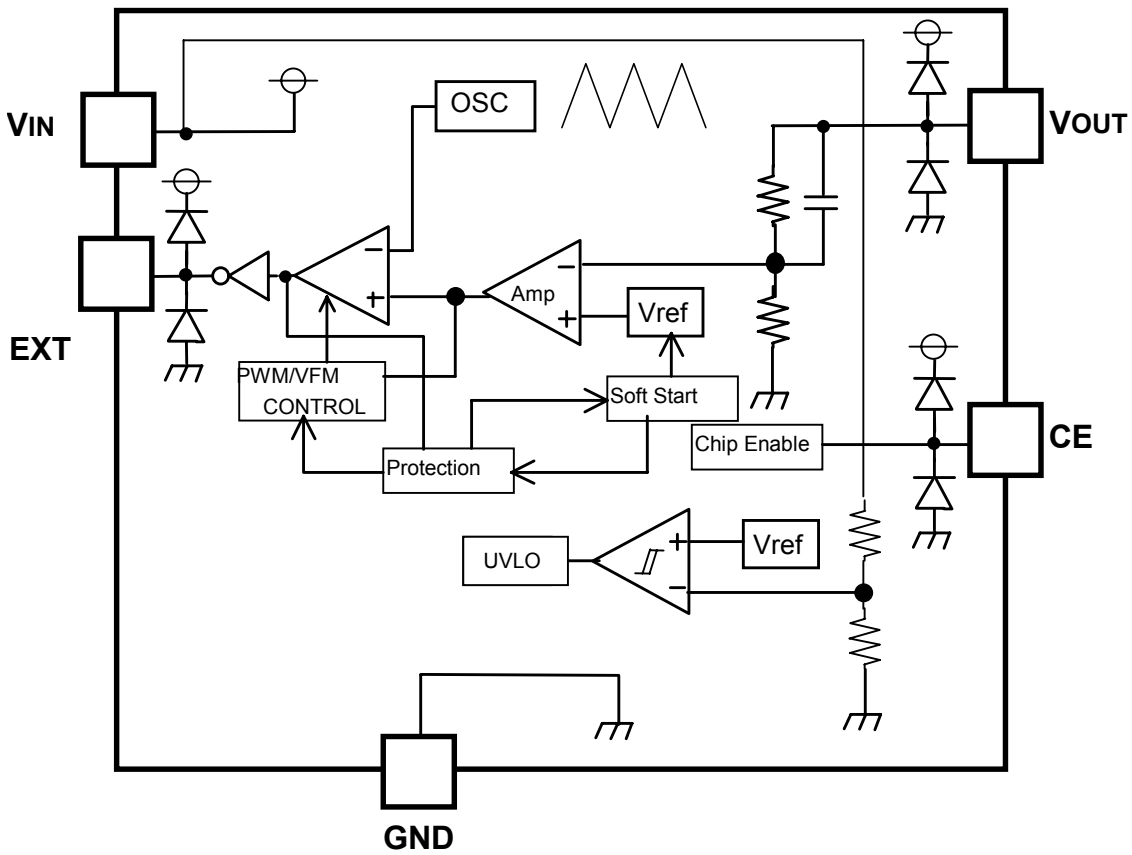 OSC
VIN
VOUT
Amp
Vref
EXT
PWM/VFM
CONTROL
Soft Start
Chip Enable
CE
Protection
UVLO
Vref
GND